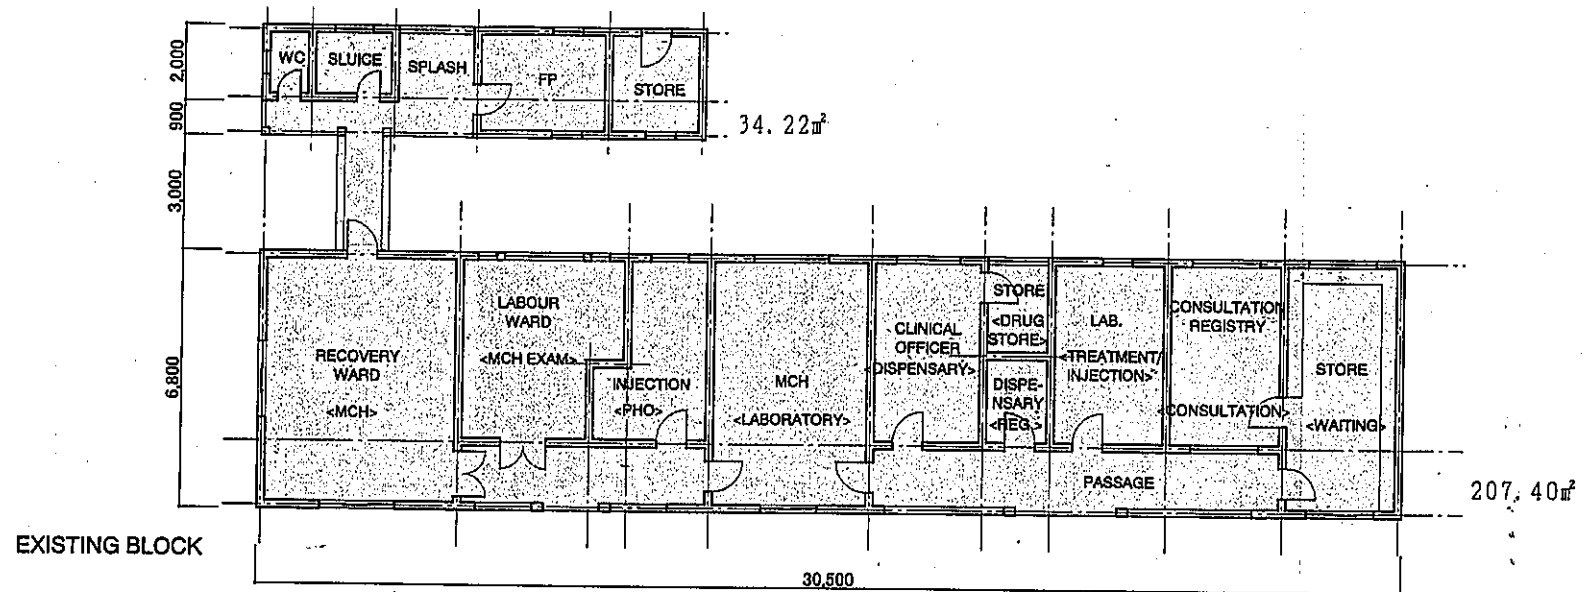 2,000
900
3,000
6,800
WC
SLUICE
SPLASH
FP
STORE
34.22㎡
RECOVERY
WARD
<MCH>
LABOUR
WARD
<MCH EXAM>
INJECTION
<PHO>
MCH
<LABORATORY>
CLINICAL
OFFICER
<DISPENSARY>
STORE
<DRUG
STORE>
DISPE-
NSARY
<REG.>
LAB.
<TREATMENT/
INJECTION>
CONSULTATION
REGISTRY
<CONSULTATION>
STORE
<WAITING>
PASSAGE
207.40㎡
EXISTING BLOCK
30,500